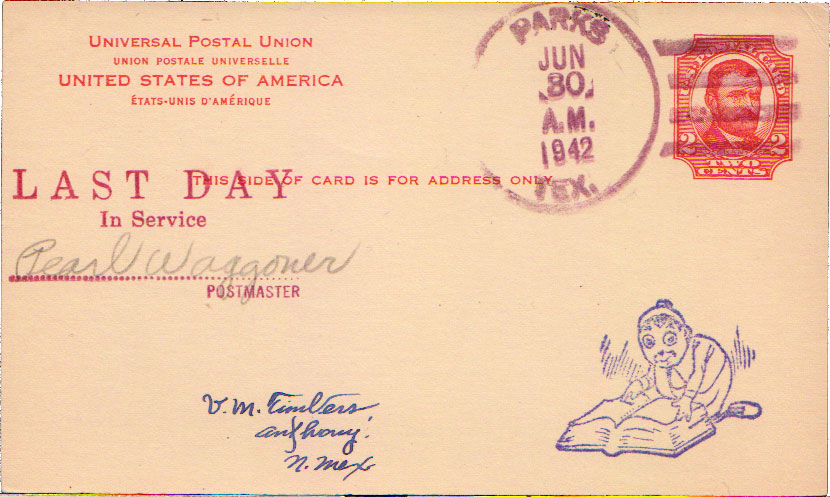 UNIVERSAL POSTAL UNION
UNION POSTALE UNIVERSELLE
UNITED STATES OF AMERICA
ÉTATS-UNIS D'AMÉRIQUE
PARKS
JUN
30
A.M.
1942
TEX.
2 2
TWO
CENTS
THIS SIDE OF CARD IS FOR ADDRESS ONLY
LAST DAY
In Service
Pearl Waggoner
POSTMASTER
V. M. Timbers
Anthony.
N. Mex